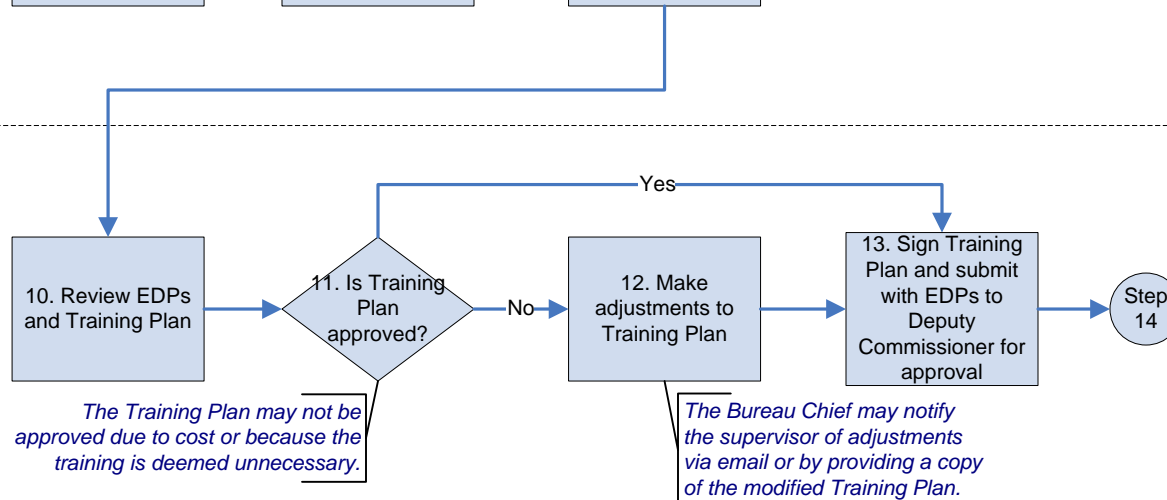 Yes
10. Review EDPs
and Training Plan
11. Is Training
Plan
approved?
No
12. Make
adjustments to
Training Plan
13. Sign Training
Plan and submit
with EDPs to
Deputy
Commissioner for
approval
Step
14
The Training Plan may not be
approved due to cost or because the
training is deemed unnecessary.
The Bureau Chief may notify
the supervisor of adjustments
via email or by providing a copy
of the modified Training Plan.